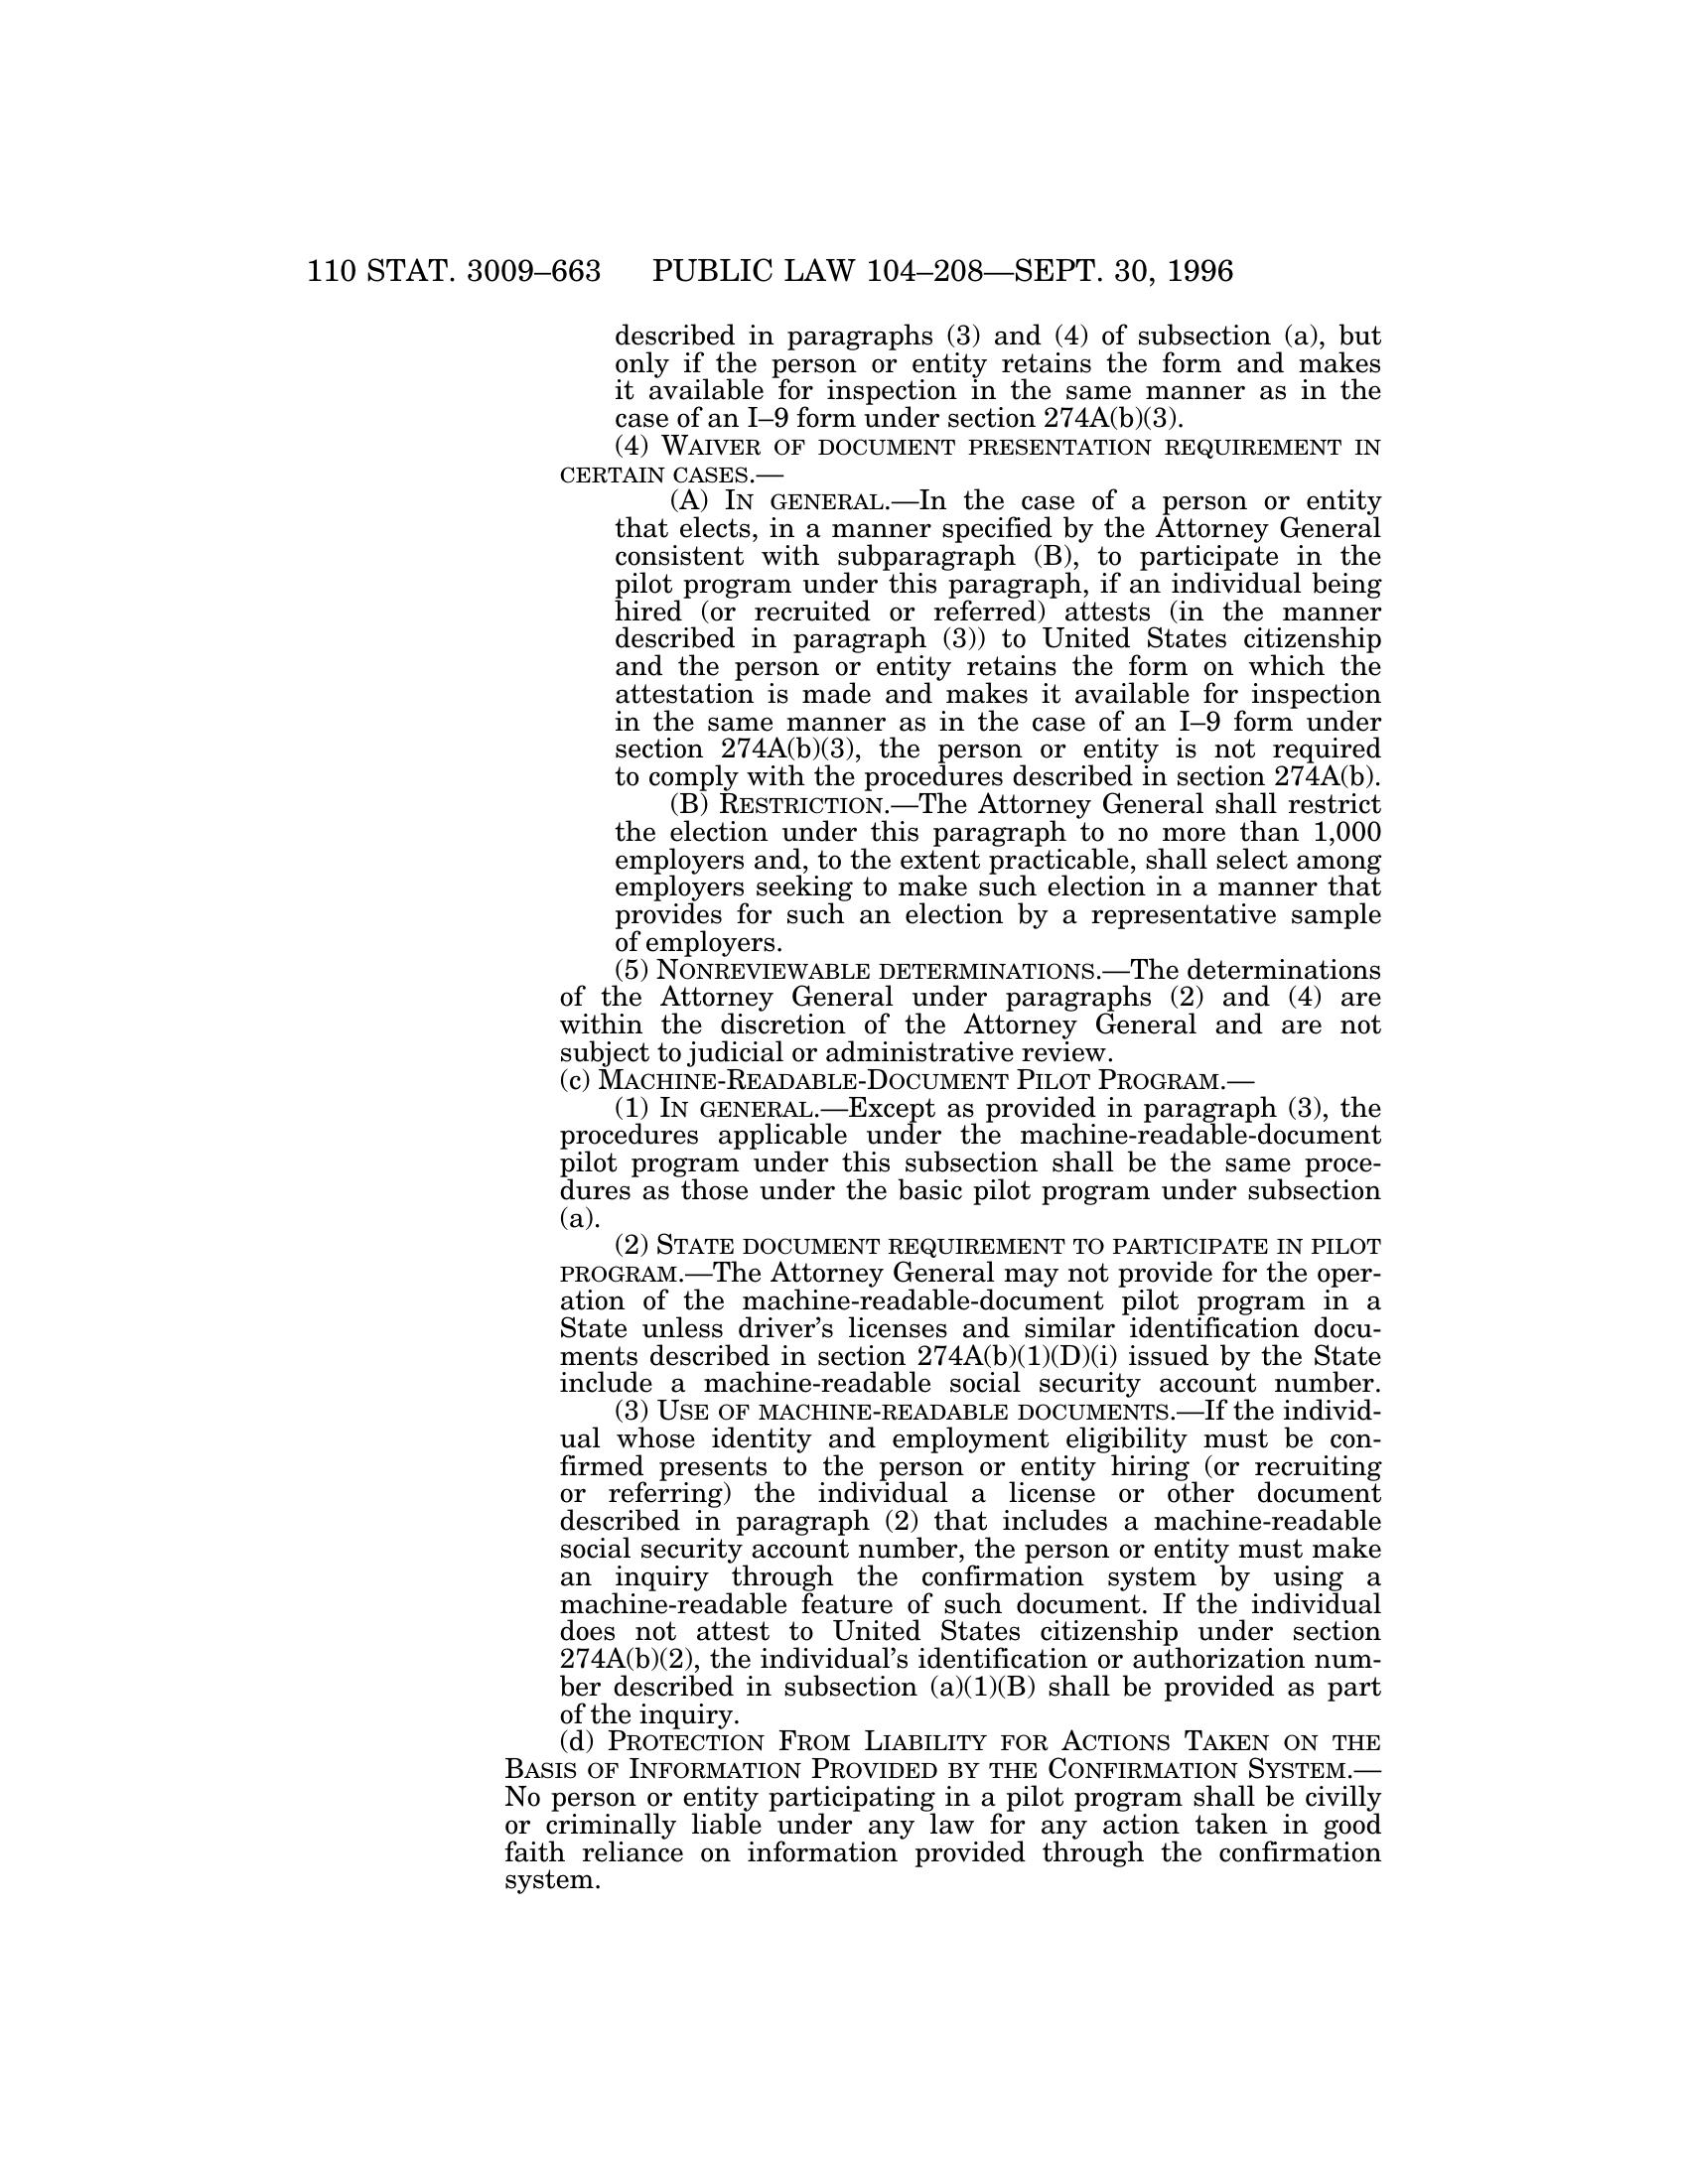 110 STAT. 3009–663 PUBLIC LAW 104–208—SEPT. 30, 1996
described in paragraphs (3) and (4) of subsection (a), but
only if the person or entity retains the form and makes
it available for inspection in the same manner as in the
case of an I–9 form under section 274A(b)(3).
(4) WAIVER OF DOCUMENT PRESENTATION REQUIREMENT IN
CERTAIN CASES.—
(A) IN GENERAL.—In the case of a person or entity
that elects, in a manner specified by the Attorney General
consistent with subparagraph (B), to participate in the
pilot program under this paragraph, if an individual being
hired (or recruited or referred) attests (in the manner
described in paragraph (3)) to United States citizenship
and the person or entity retains the form on which the
attestation is made and makes it available for inspection
in the same manner as in the case of an I–9 form under
section 274A(b)(3), the person or entity is not required
to comply with the procedures described in section 274A(b).
(B) RESTRICTION.—The Attorney General shall restrict
the election under this paragraph to no more than 1,000
employers and, to the extent practicable, shall select among
employers seeking to make such election in a manner that
provides for such an election by a representative sample
of employers.
(5) NONREVIEWABLE DETERMINATIONS.—The determinations
of the Attorney General under paragraphs (2) and (4) are
within the discretion of the Attorney General and are not
subject to judicial or administrative review.
(c) MACHINE-READABLE-DOCUMENT PILOT PROGRAM.—
(1) IN GENERAL.—Except as provided in paragraph (3), the
procedures applicable under the machine-readable-document
pilot program under this subsection shall be the same proce-
dures as those under the basic pilot program under subsection
(a).
(2) STATE DOCUMENT REQUIREMENT TO PARTICIPATE IN PILOT
PROGRAM.—The Attorney General may not provide for the oper-
ation of the machine-readable-document pilot program in a
State unless driver's licenses and similar identification docu-
ments described in section 274A(b)(1)(D)(i) issued by the State
include a machine-readable social security account number.
(3) USE OF MACHINE-READABLE DOCUMENTS.—If the individ-
ual whose identity and employment eligibility must be con-
firmed presents to the person or entity hiring (or recruiting
or referring) the individual a license or other document
described in paragraph (2) that includes a machine-readable
social security account number, the person or entity must make
an inquiry through the confirmation system by using a
machine-readable feature of such document. If the individual
does not attest to United States citizenship under section
274A(b)(2), the individual's identification or authorization num-
ber described in subsection (a)(1)(B) shall be provided as part
of the inquiry.
(d) PROTECTION FROM LIABILITY FOR ACTIONS TAKEN ON THE
BASIS OF INFORMATION PROVIDED BY THE CONFIRMATION SYSTEM.—
No person or entity participating in a pilot program shall be civilly
or criminally liable under any law for any action taken in good
faith reliance on information provided through the confirmation
system.